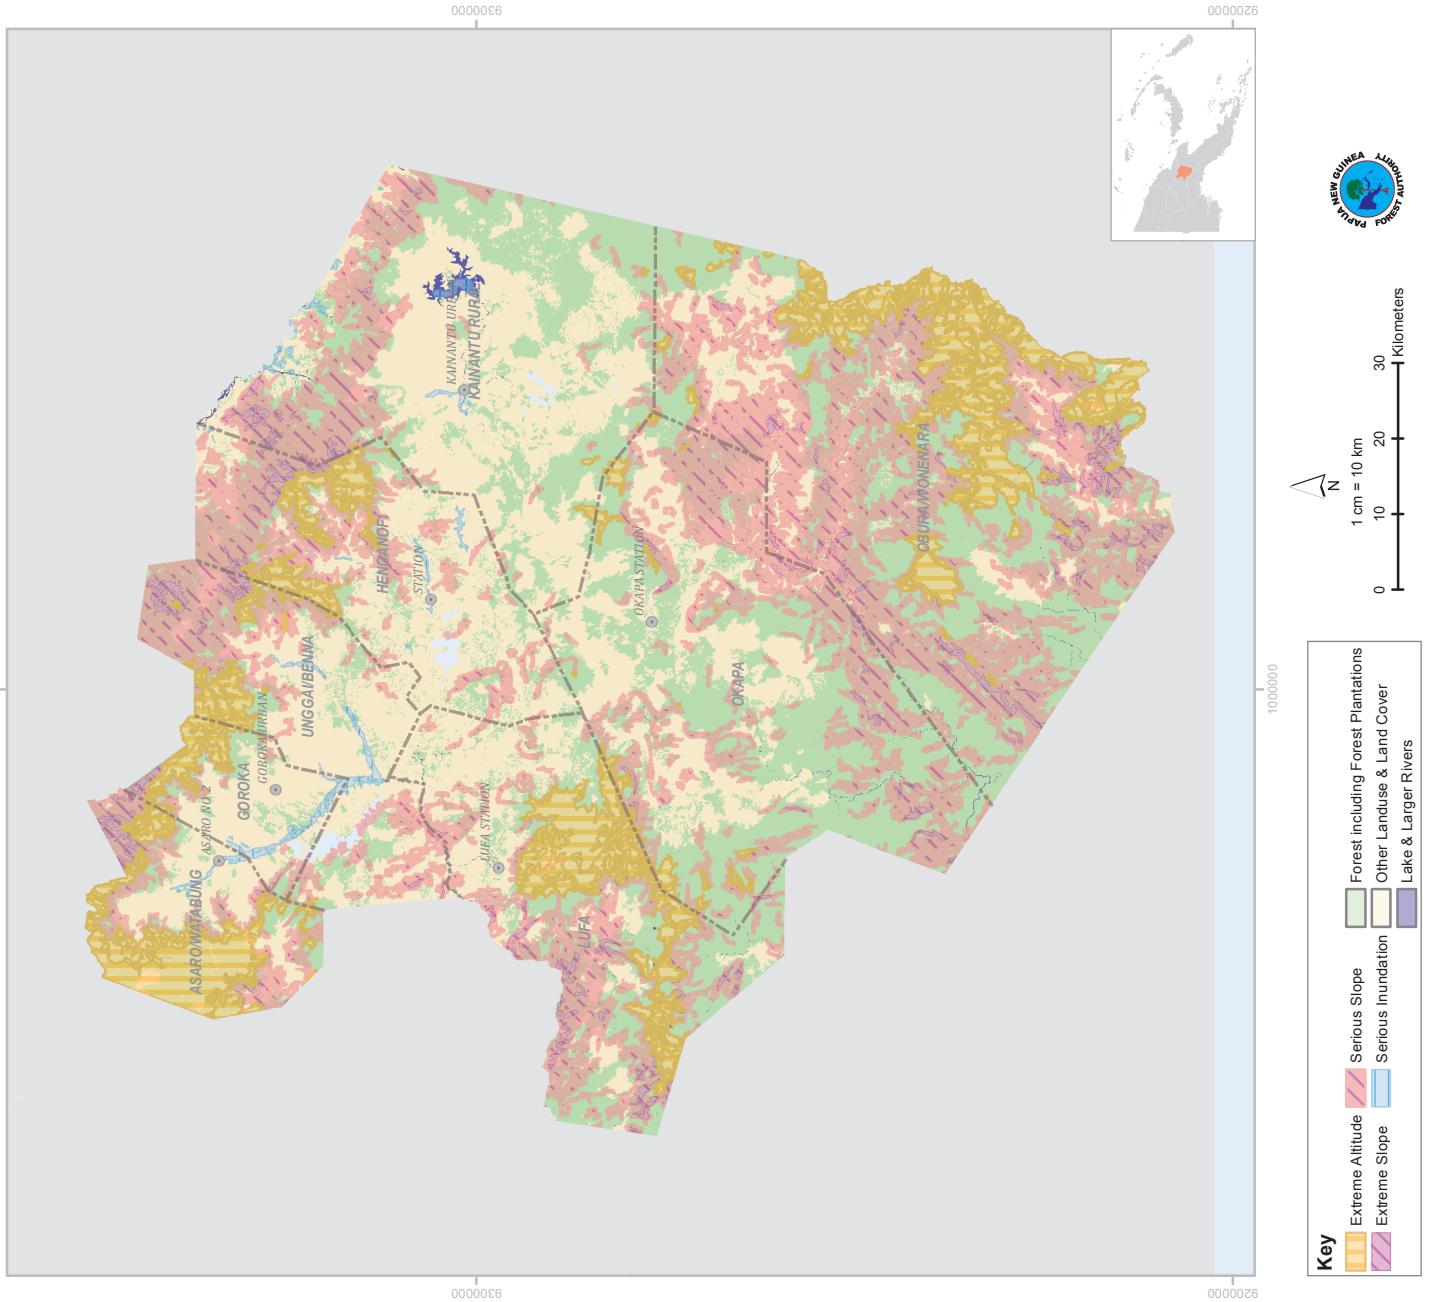 9300000
9200000
ASARO/WATABUNG
ASARO NO.2
GOROKA
GOROKA URBAN
UNGGAI/BENNA
HENGANOFI
STATION
KAINANTU URB
KAINANTU RURAL
LUFA STATION
LUFA
OKAPA STATION
OKAPA
OBURA/WONENARA
1000000
9300000
9200000
Key
Extreme Altitude
Serious Slope
Forest including Forest Plantations
Extreme Slope
Serious Inundation
Other Landuse & Land Cover
Lake & Larger Rivers
N
1 cm = 10 km
0 10 20 30 Kilometers
PAPUA NEW GUINEA
FOREST AUTHORITY